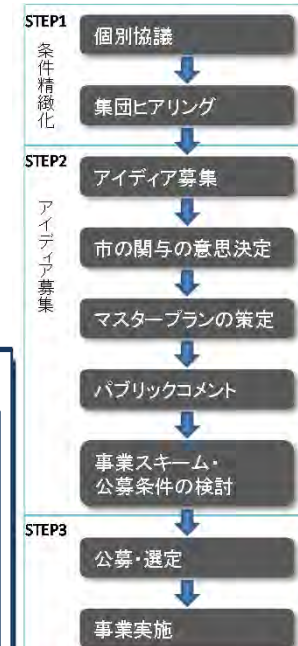 STEP1
条件精緻化
個別協議
集団ヒアリング
STEP2
アイディア募集
アイディア募集
市の関与の意思決定
マスタープランの策定
パブリックコメント
事業スキーム・
公募条件の検討
STEP3
公募・選定
事業実施